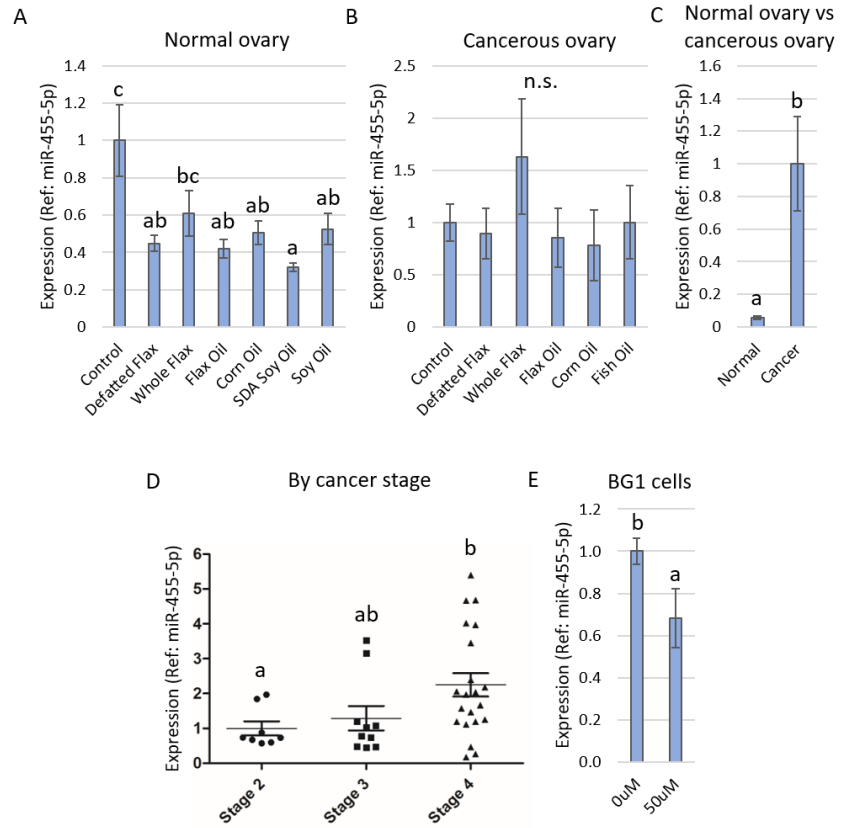 A
Normal ovary
Expression (Ref: miR-455-5p)
1.4
1.2
1
0.8
0.6
0.4
0.2
0
c
ab
bc
ab
ab
a
ab
Control
Defatted Flax
Whole Flax
Flax Oil
Corn Oil
SDA Soy Oil
Soy Oil
B
Cancerous ovary
Expression (Ref: miR-455-5p)
2.5
2
1.5
1
0.5
0
n.s.
Control
Defatted Flax
Whole Flax
Flax Oil
Corn Oil
Fish Oil
C
Normal ovary vs
cancerous ovary
Expression (Ref: miR-455-5p)
1.6
1.4
1.2
1
0.8
0.6
0.4
0.2
0
a
b
Normal
Cancer
D
By cancer stage
Expression (Ref: miR-455-5p)
6
5
4
3
2
1
0
a
ab
b
Stage 2
Stage 3
Stage 4
E
BG1 cells
Expression (Ref: miR-455-5p)
1.2
1.0
0.8
0.6
0.4
0.2
0.0
b
a
0uM
50uM